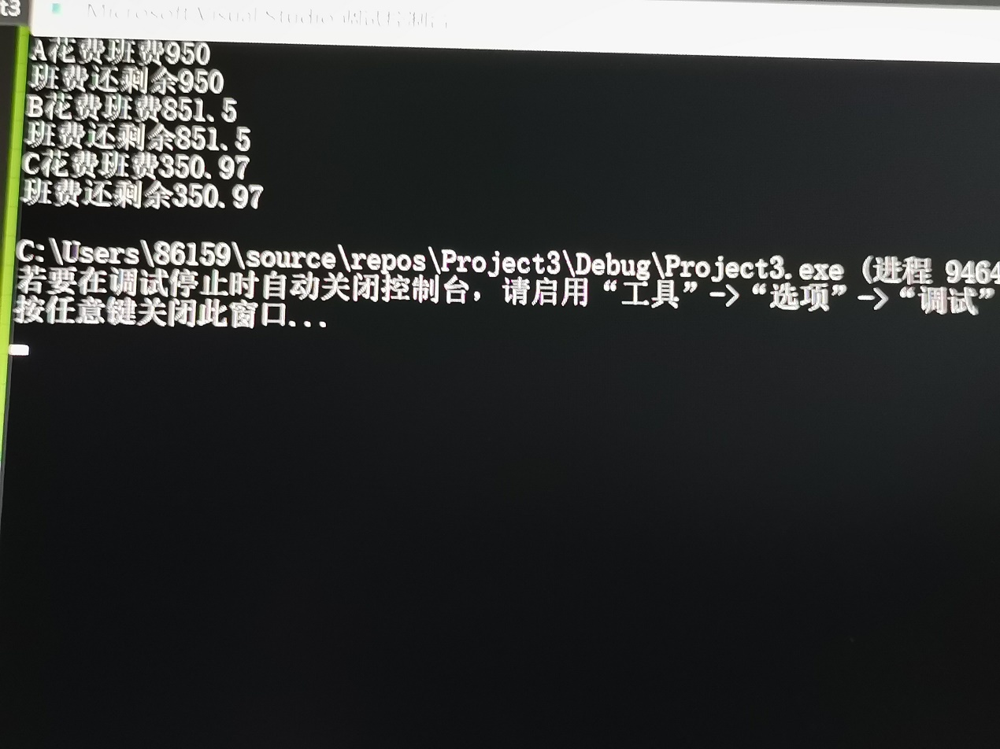 t3
Microsoft Visual Studio 调试控制台
A花费班费950
班费还剩余950
B花费班费851.5
班费还剩余851.5
C花费班费350.97
班费还剩余350.97
C:\Users\86159\source\repos\Project3\Debug\Project3.exe (进程 9464
若要在调试停止时自动关闭控制台，请启用“工具”->“选项”->“调试”
按任意键关闭此窗口...